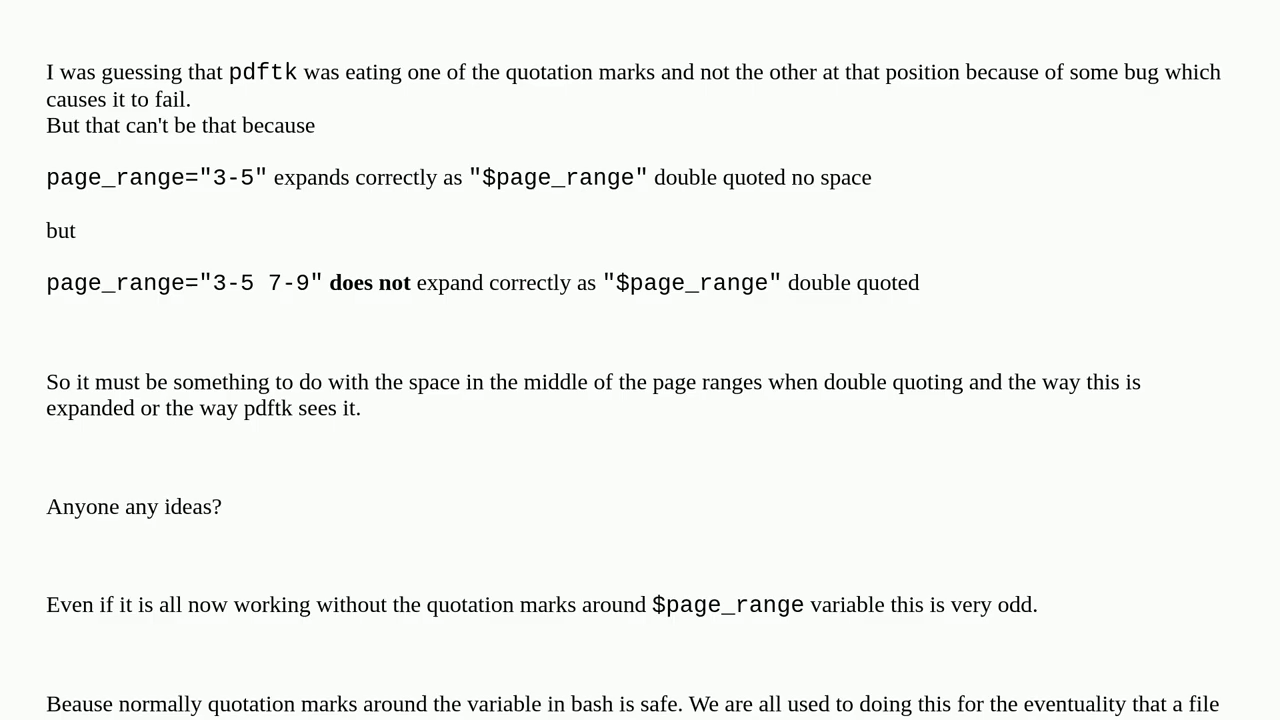 I was guessing that pdftk was eating one of the quotation marks and not the other at that position because of some bug which
causes it to fail.
But that can't be that because
page_range="3-5" expands correctly as "$page_range" double quoted no space
but
page_range="3-5 7-9" does not expand correctly as "$page_range" double quoted
So it must be something to do with the space in the middle of the page ranges when double quoting and the way this is
expanded or the way pdftk sees it.
Anyone any ideas?
Even if it is all now working without the quotation marks around $page_range variable this is very odd.
Beause normally quotation marks around the variable in bash is safe. We are all used to doing this for the eventuality that a file